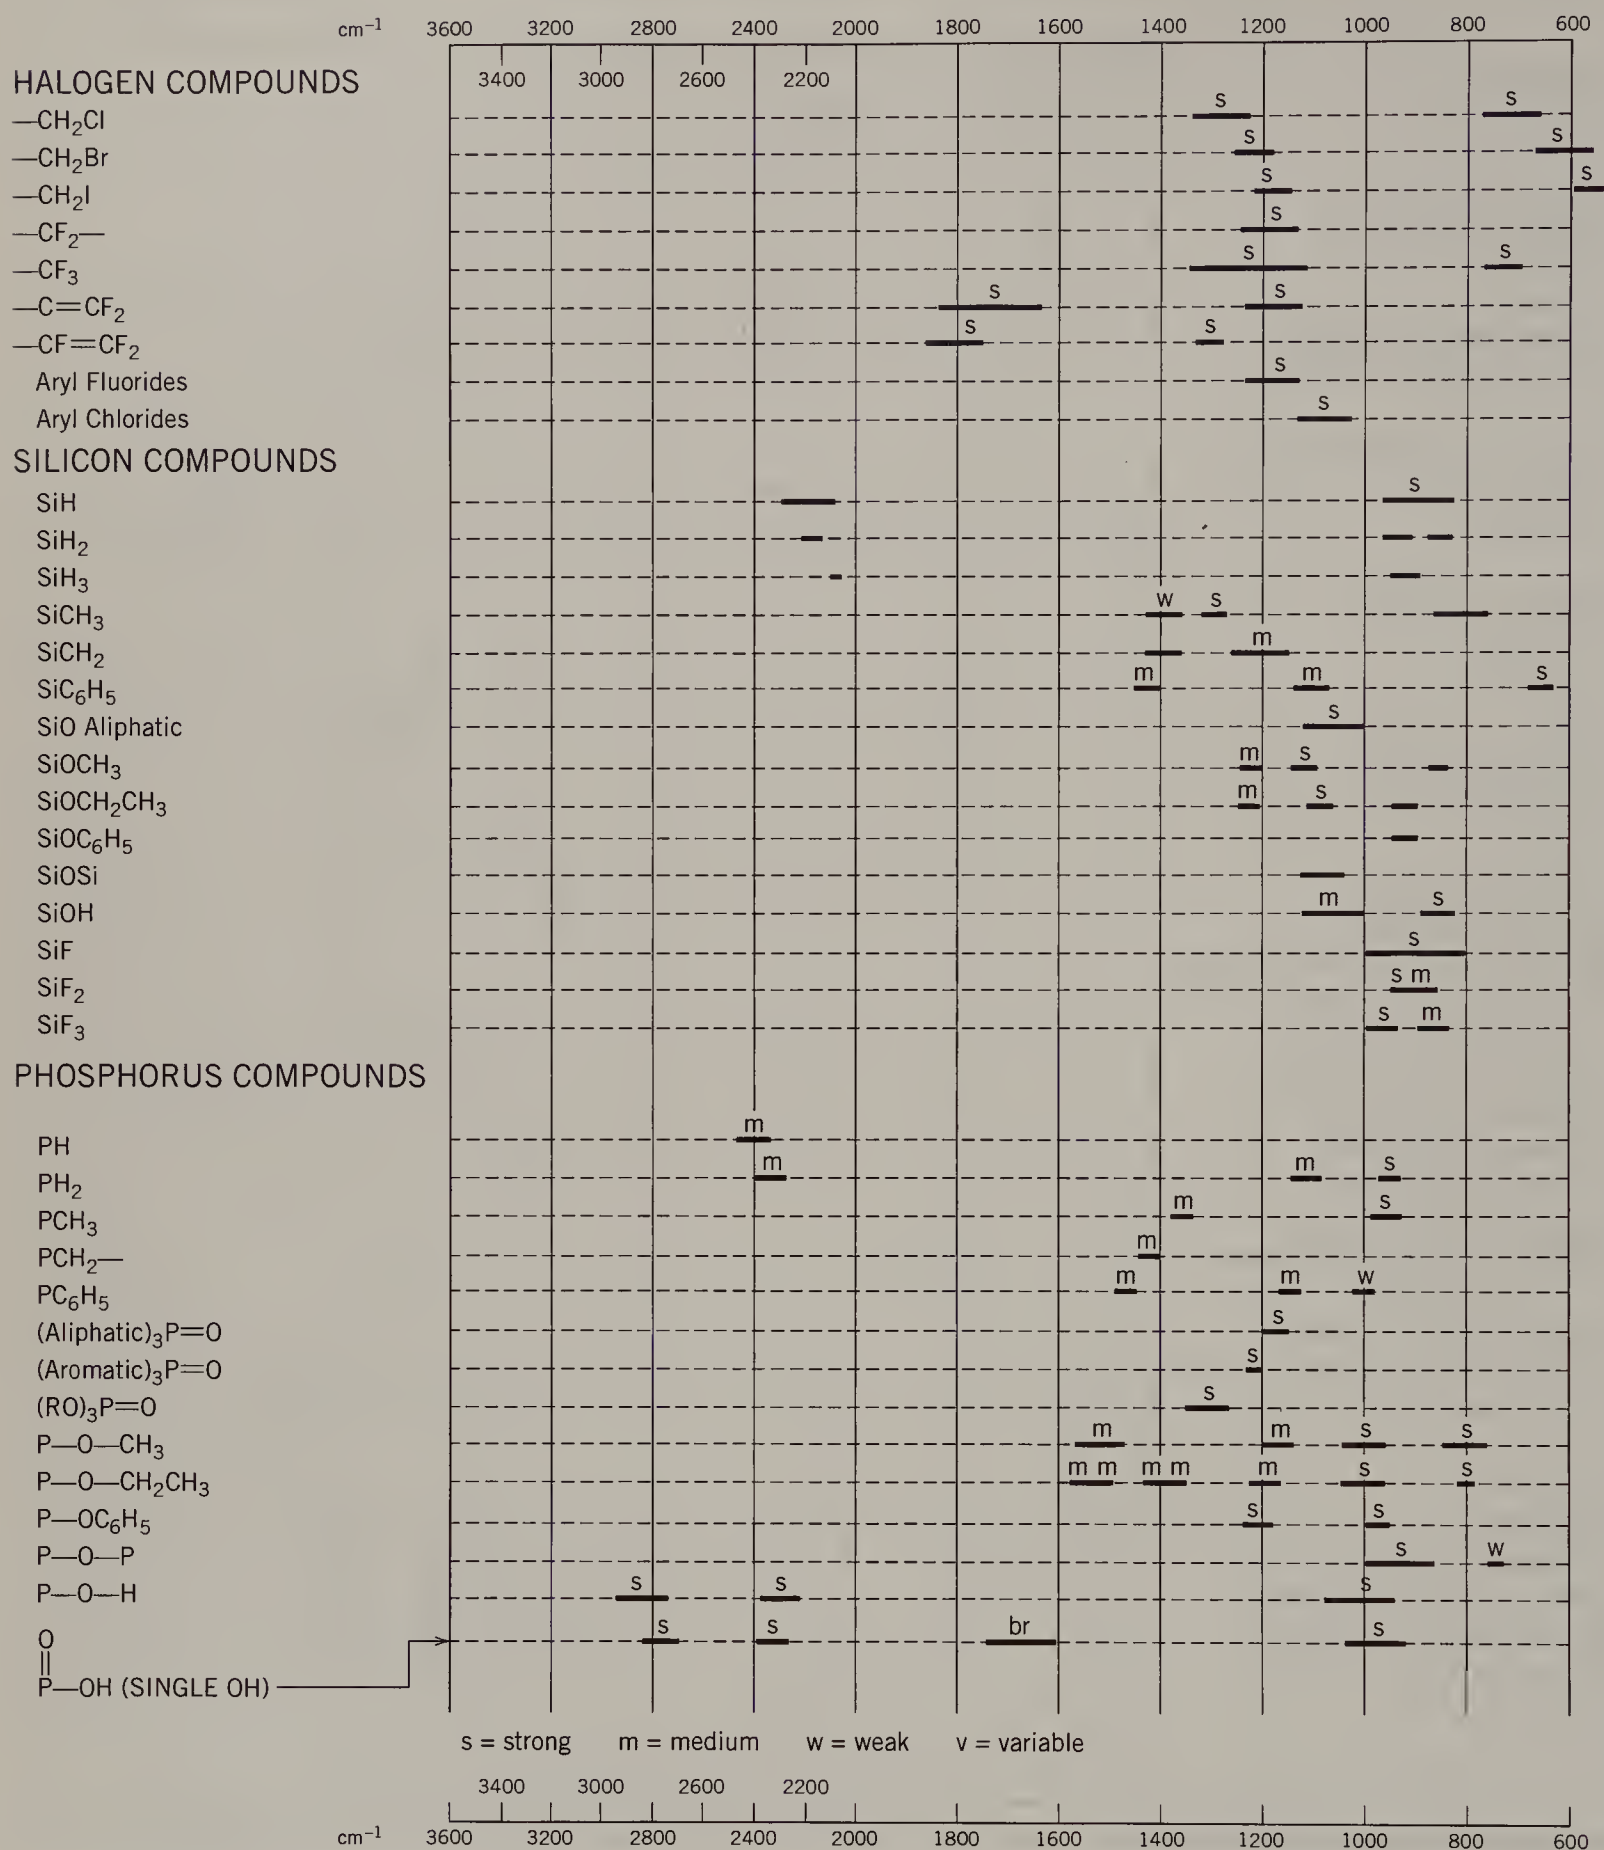 cm⁻¹ 3600 3200 2800 2400 2000 1800 1600 1400 1200 1000 800 600
3400 3000 2600 2200
HALOGEN COMPOUNDS
—CH₂Cl s s
—CH₂Br s s
—CH₂I s s
—CF₂— s
—CF₃ s s
—C=CF₂ s s
—CF=CF₂ s s
Aryl Fluorides s
Aryl Chlorides s
SILICON COMPOUNDS
SiH s
SiH₂
SiH₃
SiCH₃ w s
SiCH₂ m
SiC₆H₅ m m s
SiO Aliphatic s
SiOCH₃ m s
SiOCH₂CH₃ m s
SiOC₆H₅
SiOSi
SiOH m s
SiF s
SiF₂ s m
SiF₃ s m
PHOSPHORUS COMPOUNDS
PH m
PH₂ m m s
PCH₃ m s
PCH₂— m
PC₆H₅ m m w
(Aliphatic)₃P=O s
(Aromatic)₃P=O s
(RO)₃P=O s
P—O—CH₃ m m s s
P—O—CH₂CH₃ m m m m m s s
P—OC₆H₅ s s
P—O—P s w
P—O—H s s s
O s s br s
||
P—OH (SINGLE OH)
s = strong m = medium w = weak v = variable
3400 3000 2600 2200
cm⁻¹ 3600 3200 2800 2400 2000 1800 1600 1400 1200 1000 800 600